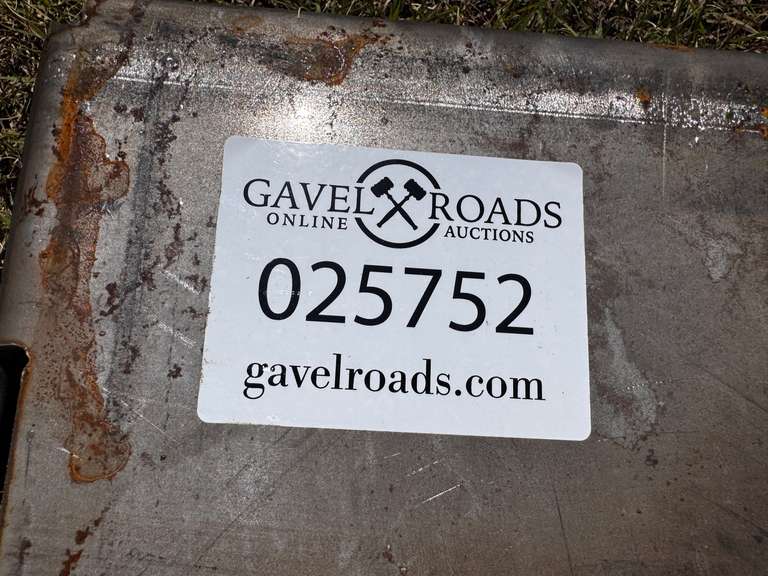 GAVEL ROADS
ONLINE AUCTIONS
025752
gavelroads.com